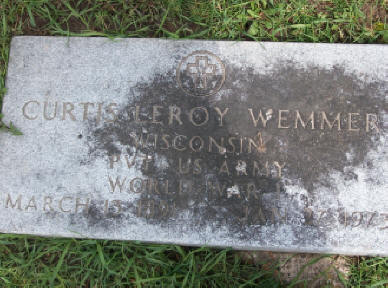 CURTIS LEROY WEMMER
WISCONSIN
PVT US ARMY
WORLD WAR
MARCH